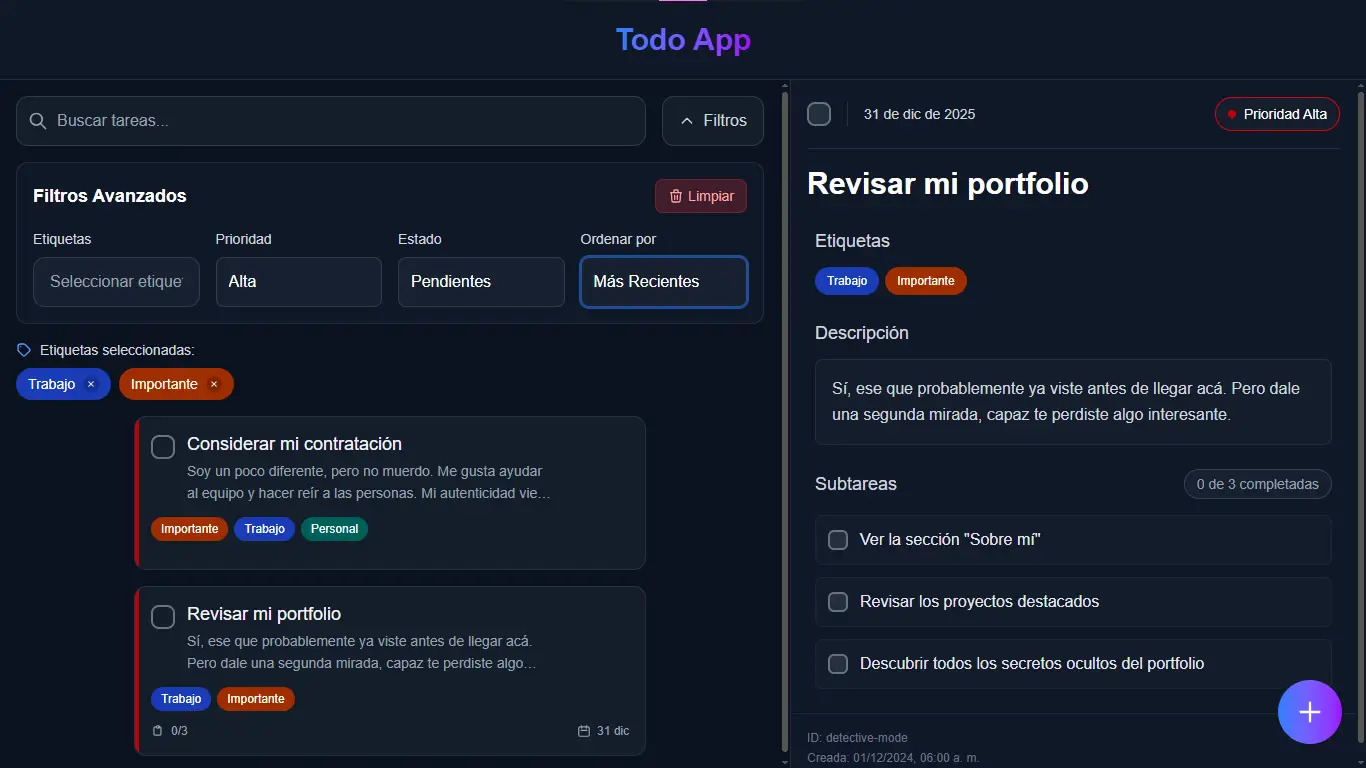 Todo App
Buscar tareas...
Filtros
Filtros Avanzados
Limpiar
Etiquetas
Prioridad
Estado
Ordenar por
Seleccionar etique
Alta
Pendientes
Más Recientes
Etiquetas seleccionadas:
Trabajo ×
Importante ×
Considerar mi contratación
Soy un poco diferente, pero no muerdo. Me gusta ayudar
al equipo y hacer reír a las personas. Mi autenticidad vie…
Importante
Trabajo
Personal
Revisar mi portfolio
Sí, ese que probablemente ya viste antes de llegar acá.
Pero dale una segunda mirada, capaz te perdiste algo…
Trabajo
Importante
0/3
31 dic
31 de dic de 2025
Prioridad Alta
Revisar mi portfolio
Etiquetas
Trabajo
Importante
Descripción
Sí, ese que probablemente ya viste antes de llegar acá. Pero dale
una segunda mirada, capaz te perdiste algo interesante.
Subtareas
0 de 3 completadas
Ver la sección "Sobre mí"
Revisar los proyectos destacados
Descubrir todos los secretos ocultos del portfolio
ID: detective-mode
Creada: 01/12/2024, 06:00 a. m.